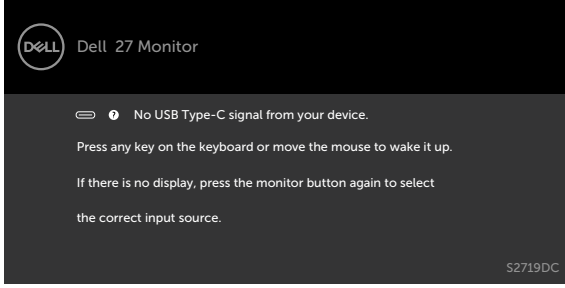 DELL
Dell 27 Monitor
? No USB Type-C signal from your device.
Press any key on the keyboard or move the mouse to wake it up.
If there is no display, press the monitor button again to select
the correct input source.
S2719DC